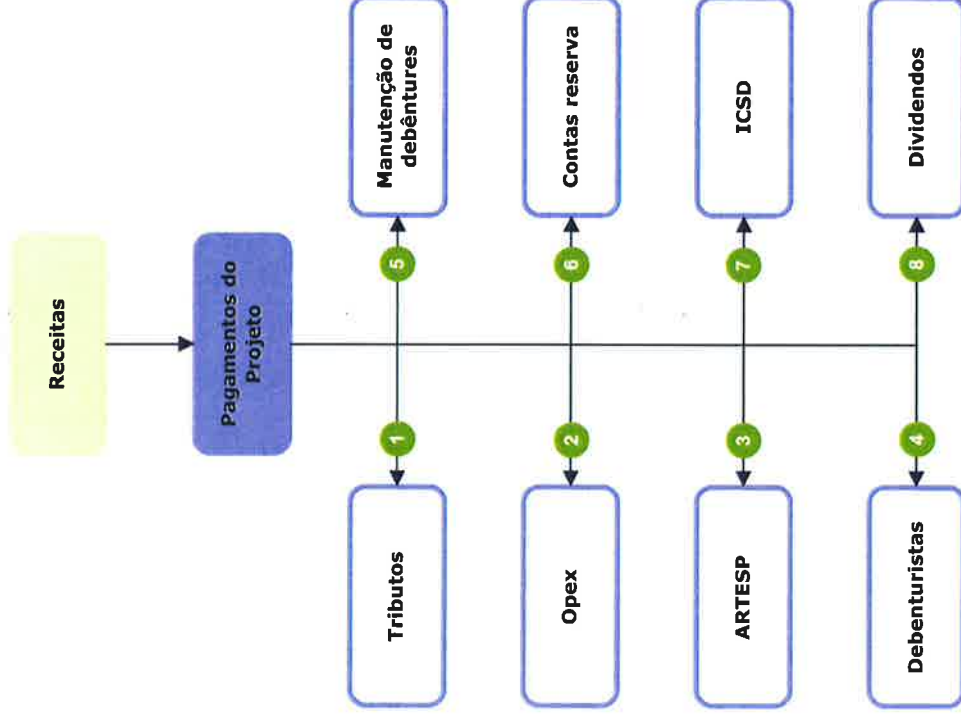 Receitas
Pagamentos do
Projeto
1
Tributos
2
Opex
3
ARTESP
4
Debenturistas
5
Manutenção de
debêntures
6
Contas reserva
7
ICSD
8
Dividendos